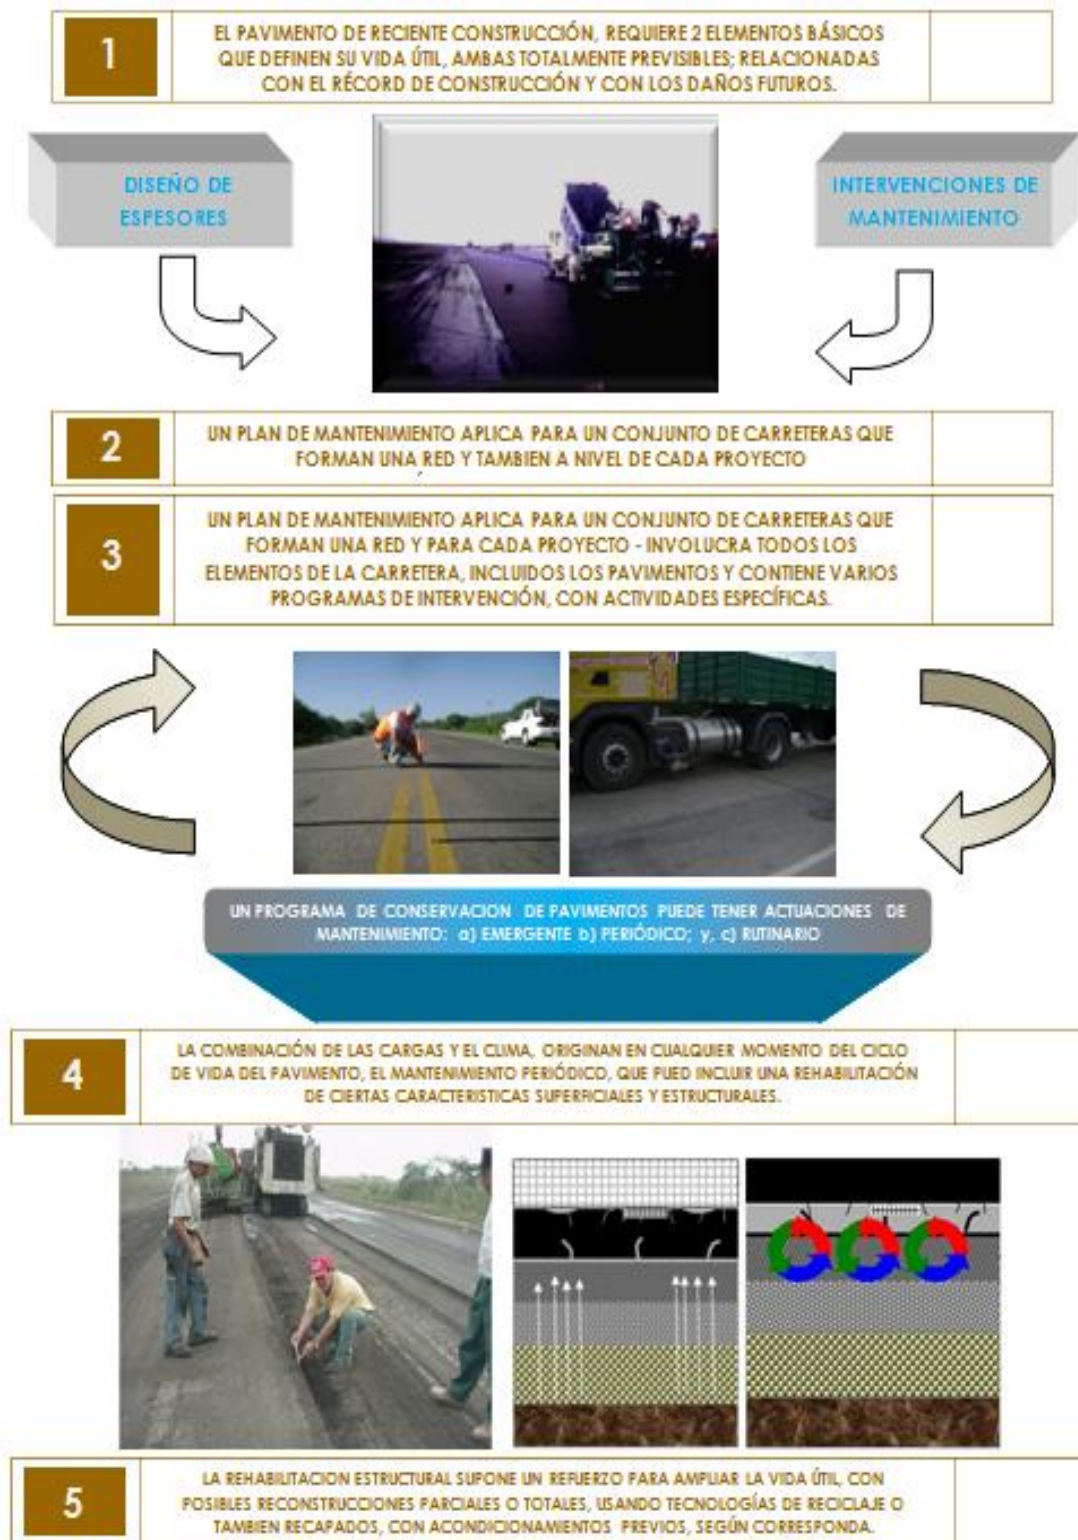 1
EL PAVIMENTO DE RECIENTE CONSTRUCCIÓN, REQUIERE 2 ELEMENTOS BÁSICOS
QUE DEFINEN SU VIDA ÚTIL, AMBAS TOTALMENTE PREVISIBLES; RELACIONADAS
CON EL RÉCORD DE CONSTRUCCIÓN Y CON LOS DAÑOS FUTUROS.
DISEÑO DE
ESPESORES
INTERVENCIONES DE
MANTENIMIENTO
2
UN PLAN DE MANTENIMIENTO APLICA PARA UN CONJUNTO DE CARRETERAS QUE
FORMAN UNA RED Y TAMBIEN A NIVEL DE CADA PROYECTO
3
UN PLAN DE MANTENIMIENTO APLICA PARA UN CONJUNTO DE CARRETERAS QUE
FORMAN UNA RED Y PARA CADA PROYECTO - INVOLUCRA TODOS LOS
ELEMENTOS DE LA CARRETERA, INCLUIDOS LOS PAVIMENTOS Y CONTIENE VARIOS
PROGRAMAS DE INTERVENCIÓN, CON ACTIVIDADES ESPECÍFICAS.
UN PROGRAMA DE CONSERVACION DE PAVIMENTOS PUEDE TENER ACTUACIONES DE
MANTENIMIENTO: a) EMERGENTE b) PERIÓDICO; y, c) RUTINARIO
4
LA COMBINACIÓN DE LAS CARGAS Y EL CLIMA, ORIGINAN EN CUALQUIER MOMENTO DEL CICLO
DE VIDA DEL PAVIMENTO, EL MANTENIMIENTO PERIÓDICO, QUE PUED INCLUIR UNA REHABILITACIÓN
DE CIERTAS CARACTERISTICAS SUPERFICIALES Y ESTRUCTURALES.
5
LA REHABILITACION ESTRUCTURAL SUPONE UN REFUERZO PARA AMPLIAR LA VIDA ÚTIL, CON
POSIBLES RECONSTRUCCIONES PARCIALES O TOTALES, USANDO TECNOLOGÍAS DE RECICLAJE O
TAMBIEN RECAPADOS, CON ACONDICIONAMIENTOS PREVIOS, SEGÚN CORRESPONDA.